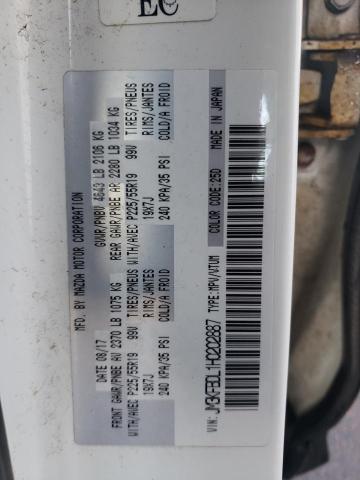 EC
MFD. BY MAZDA MOTOR CORPORATION
GVWR/PNBV 4643 LB 2106 KG
DATE 08/17
FRONT GAWR/PNBE AV 2370 LB 1075 KG
REAR GAWR/PNBE AR 2280 LB 1034 KG
WITH/AVEC P225/55R19 99V TIRES/PNEUS
WITH/AVEC P225/55R19 99V TIRES/PNEUS
19X7J RIMS/JANTES
19X7J RIMS/JANTES
240 KPA/35 PSI COLD/A FROID
240 KPA/35 PSI COLD/A FROID
MADE IN JAPAN
COLOR CODE: 25D
VIN: JM3KFBDL1H0202887 TYPE: MPV/VTUM